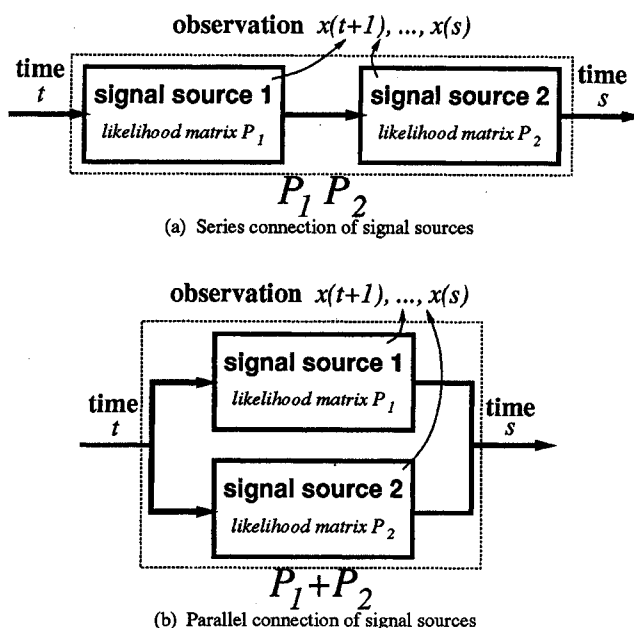 observation x(t+1), ..., x(s)
time
t
signal source 1
likelihood matrix P1
signal source 2
likelihood matrix P2
time
s
P1 P2
(a) Series connection of signal sources
observation x(t+1), ..., x(s)
time
t
signal source 1
likelihood matrix P1
signal source 2
likelihood matrix P2
time
s
P1+P2
(b) Parallel connection of signal sources